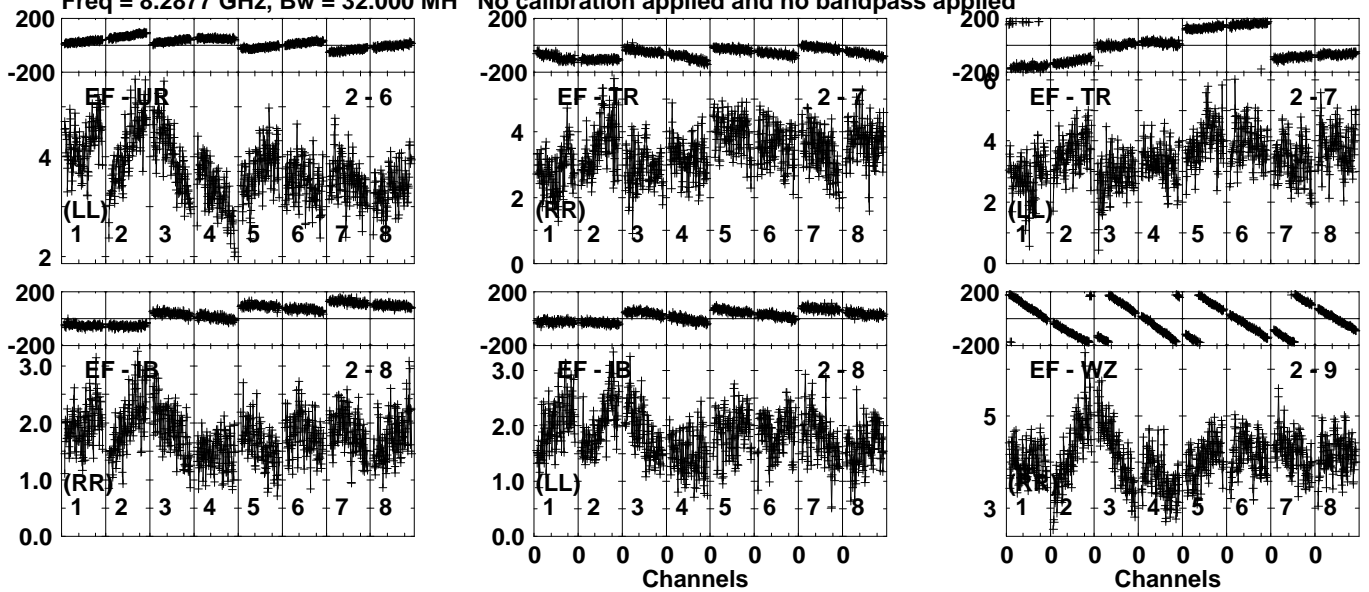 Freq = 8.2877 GHz, Bw = 32.000 MH No calibration applied and no bandpass applied
200
-200
EF - UR 2 - 6
4
(LL)
1 2 3 4 5 6 7 8
2
200
-200
EF - TR 2 - 7
4
2
(RR)
1 2 3 4 5 6 7 8
0
200
-200
6
EF - TR 2 - 7
4
2
(LL)
1 2 3 4 5 6 7 8
0
200
-200
3.0
EF - IB 2 - 8
2.0
1.0
(RR)
1 2 3 4 5 6 7 8
0.0
200
-200
3.0
EF - IB 2 - 8
2.0
1.0
(LL)
1 2 3 4 5 6 7 8
0.0
0 0 0 0 0 0 0 0
Channels
200
-200
EF - WZ 2 - 9
5
(RR)
3
1 2 3 4 5 6 7 8
0 0 0 0 0 0 0 0
Channels